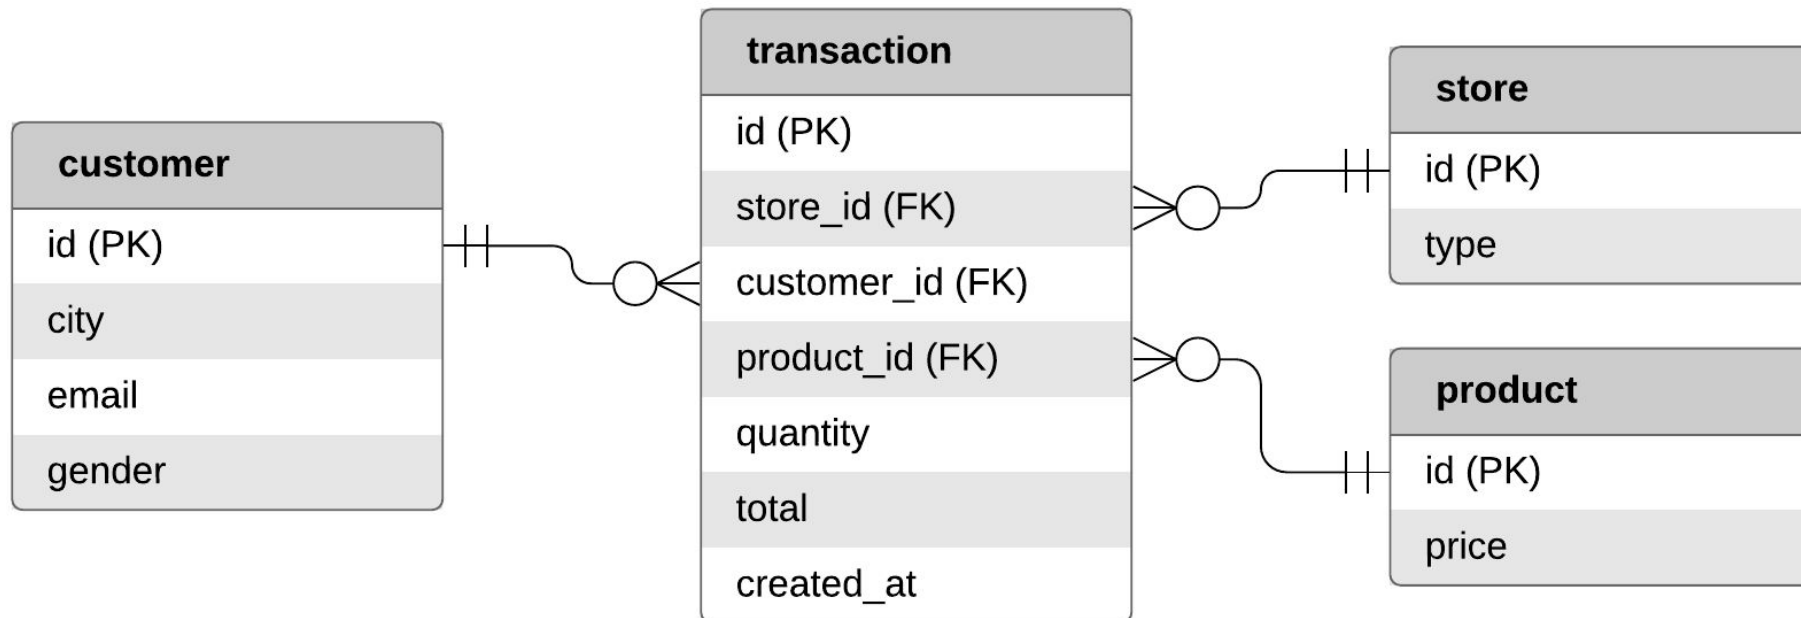 customer
id (PK)
city
email
gender
transaction
id (PK)
store_id (FK)
customer_id (FK)
product_id (FK)
quantity
total
created_at
store
id (PK)
type
product
id (PK)
price